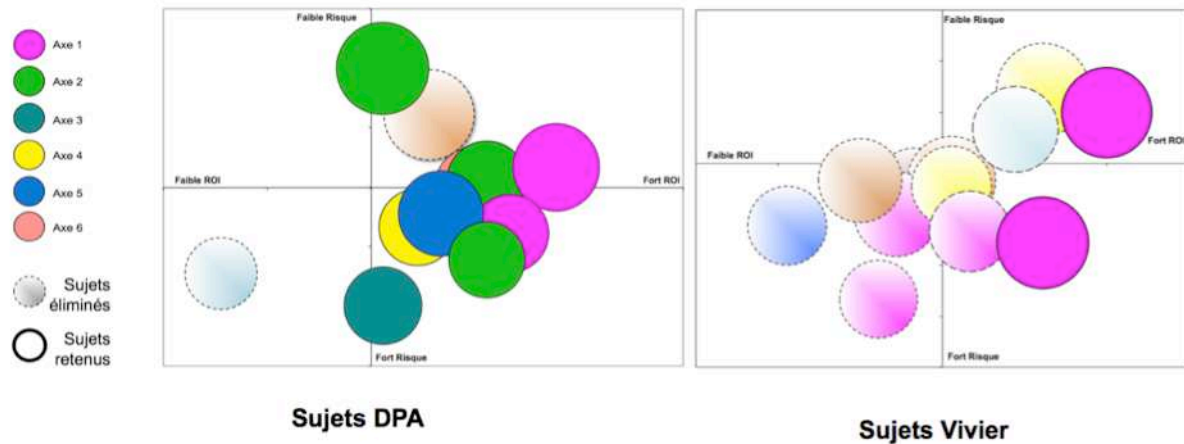 Axe 1
Axe 2
Axe 3
Axe 4
Axe 5
Axe 6
Sujets
éliminés
Sujets
retenus
Faible Risque
Faible ROI
Fort ROI
Fort Risque
Sujets DPA
Faible Risque
Faible ROI
Fort ROI
Fort Risque
Sujets Vivier